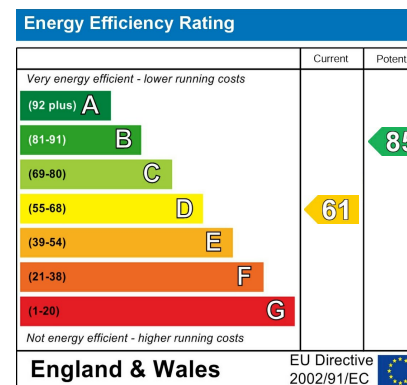 Energy Efficiency Rating
Current
Potent
Very energy efficient - lower running costs
(92 plus) A
(81-91) B
85
(69-80) C
(55-68) D
61
(39-54) E
(21-38) F
(1-20) G
Not energy efficient - higher running costs
England & Wales
EU Directive
2002/91/EC